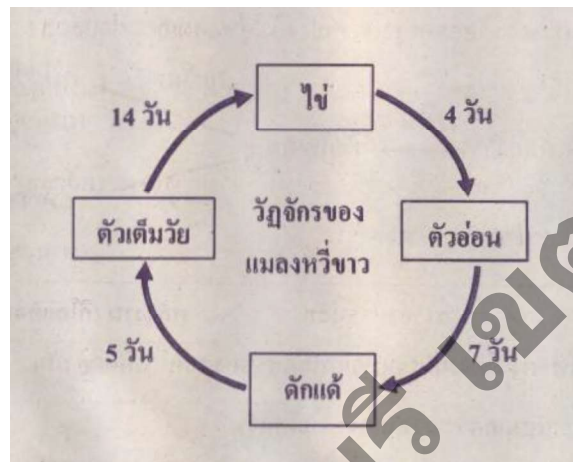 ไข่
14 วัน
4 วัน
ตัวเต็มวัย
วัฏจักรของ
แมลงหวี่ขาว
ตัวอ่อน
5 วัน
7 วัน
ดักแด้